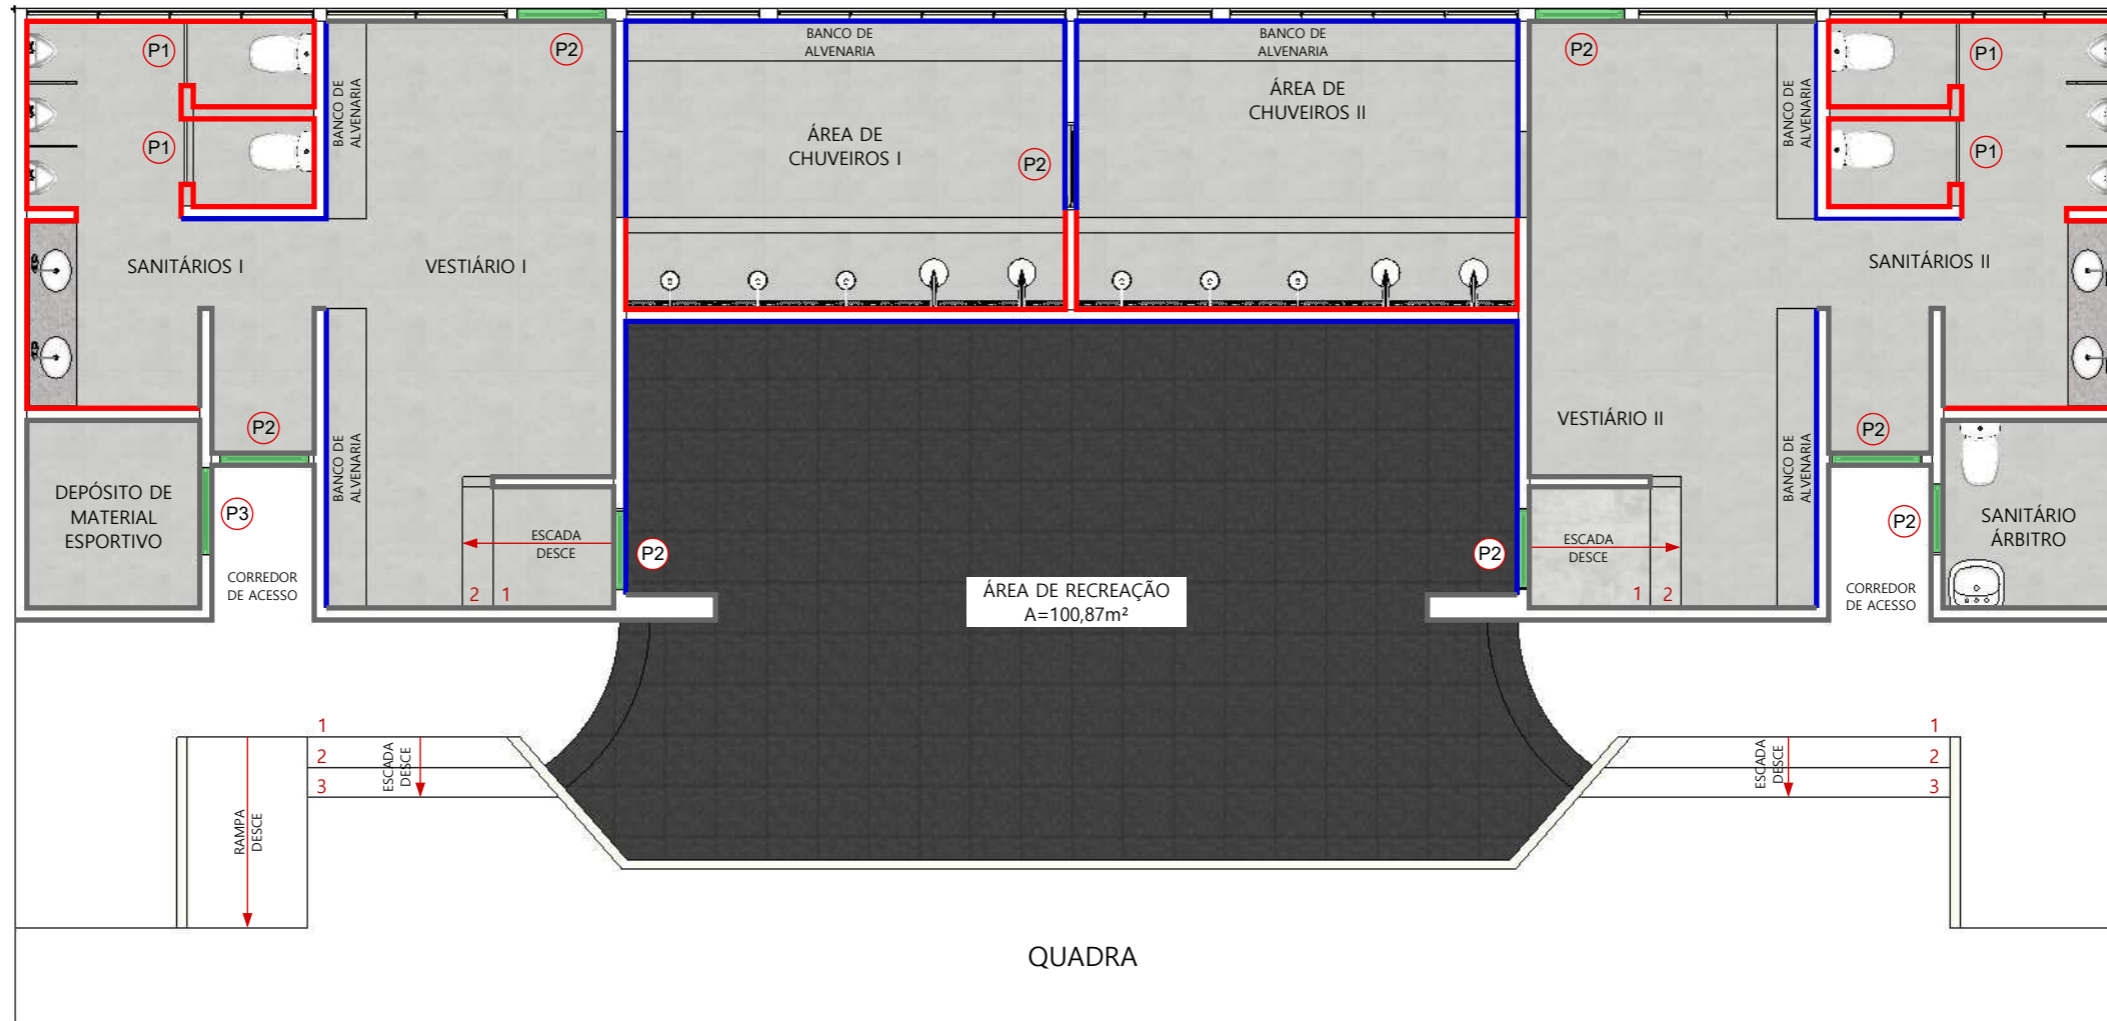 P1
P2
BANCO DE
ALVENARIA
BANCO DE
ALVENARIA
P2
P1
BANCO DE
ALVENARIA
ÁREA DE
CHUVEIROS I
P2
ÁREA DE
CHUVEIROS II
BANCO DE
ALVENARIA
P1
P1
SANITÁRIOS I
VESTIÁRIO I
SANITÁRIOS II
P2
BANCO DE
ALVENARIA
VESTIÁRIO II
BANCO DE
ALVENARIA
P2
DEPÓSITO DE
MATERIAL
ESPORTIVO
P3
ESCADA
DESCE
2 1
P2
P2
ESCADA
DESCE
1 2
P2
SANITÁRIO
ÁRBITRO
CORREDOR
DE ACESSO
ÁREA DE RECREAÇÃO
A=100,87m²
CORREDOR
DE ACESSO
1
2
3
ESCADA
DESCE
RAMPA
DESCE
ESCADA
DESCE
1
2
3
QUADRA